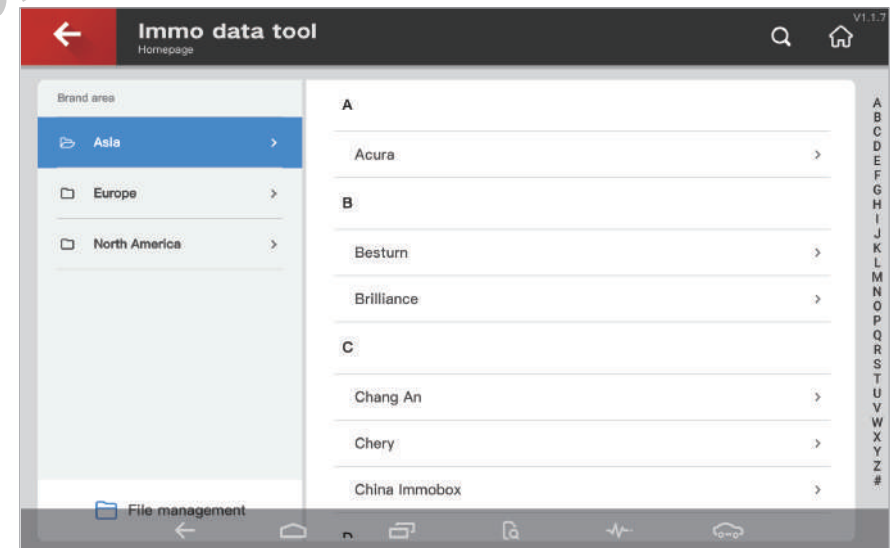 Immo data tool
Homepage
V1.1.7
Brand area
Asia
Europe
North America
File management
A
Acura
B
Besturn
Brilliance
C
Chang An
Chery
China Immobox
D
A
B
C
D
E
F
G
H
I
J
K
L
M
N
O
P
Q
R
S
T
U
V
W
X
Y
Z
#